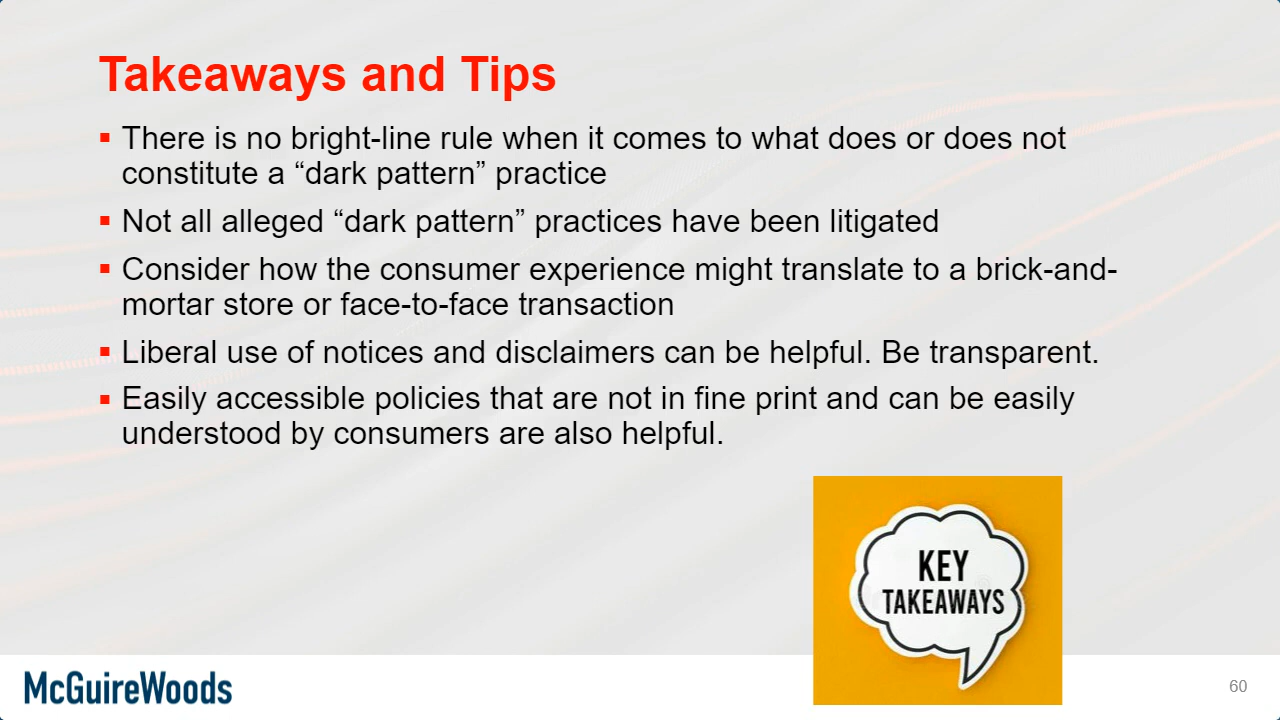 Takeaways and Tips
There is no bright-line rule when it comes to what does or does not
constitute a “dark pattern” practice
Not all alleged “dark pattern” practices have been litigated
Consider how the consumer experience might translate to a brick-and-
mortar store or face-to-face transaction
Liberal use of notices and disclaimers can be helpful. Be transparent.
Easily accessible policies that are not in fine print and can be easily
understood by consumers are also helpful.
KEY
TAKEAWAYS
McGuireWoods
60